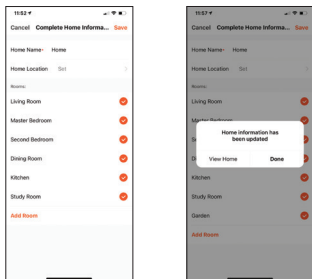 11:52
Cancel Complete Home Informa... Save
Home Name* Home
Home Location Set
Rooms:
Living Room
Master Bedroom
Second Bedroom
Dining Room
Kitchen
Study Room
Add Room
11:57
Cancel Complete Home Informa... Save
Home Name* Home
Home Location Set
Rooms:
Living Room
Master Bedroom
Home information has
been updated
View Home Done
Kitchen
Study Room
Garden
Add Room